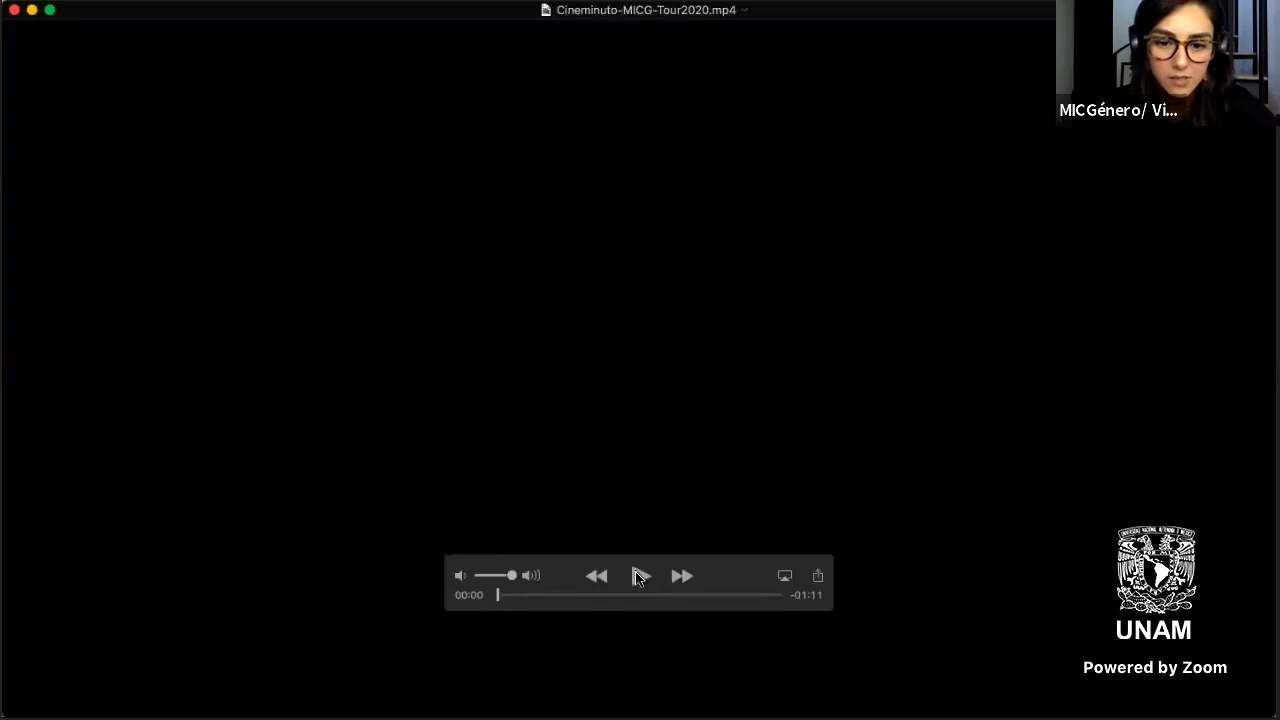 Cineminuto-MICG-Tour2020.mp4
MICGénero/ Vi...
00:00
-01:11
UNAM
Powered by Zoom